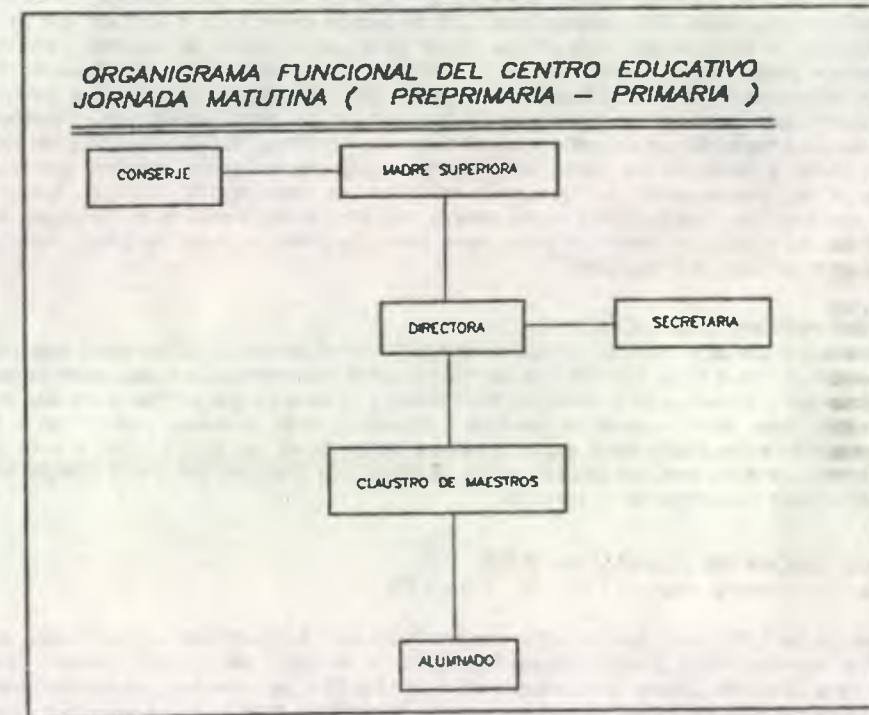 ORGANIGRAMA FUNCIONAL DEL CENTRO EDUCATIVO
JORNADA MATUTINA ( PREPRIMARIA – PRIMARIA )
CONSERJE
MADRE SUPERIORA
DIRECTORA
SECRETARIA
CLAUSTRO DE MAESTROS
ALUMNADO